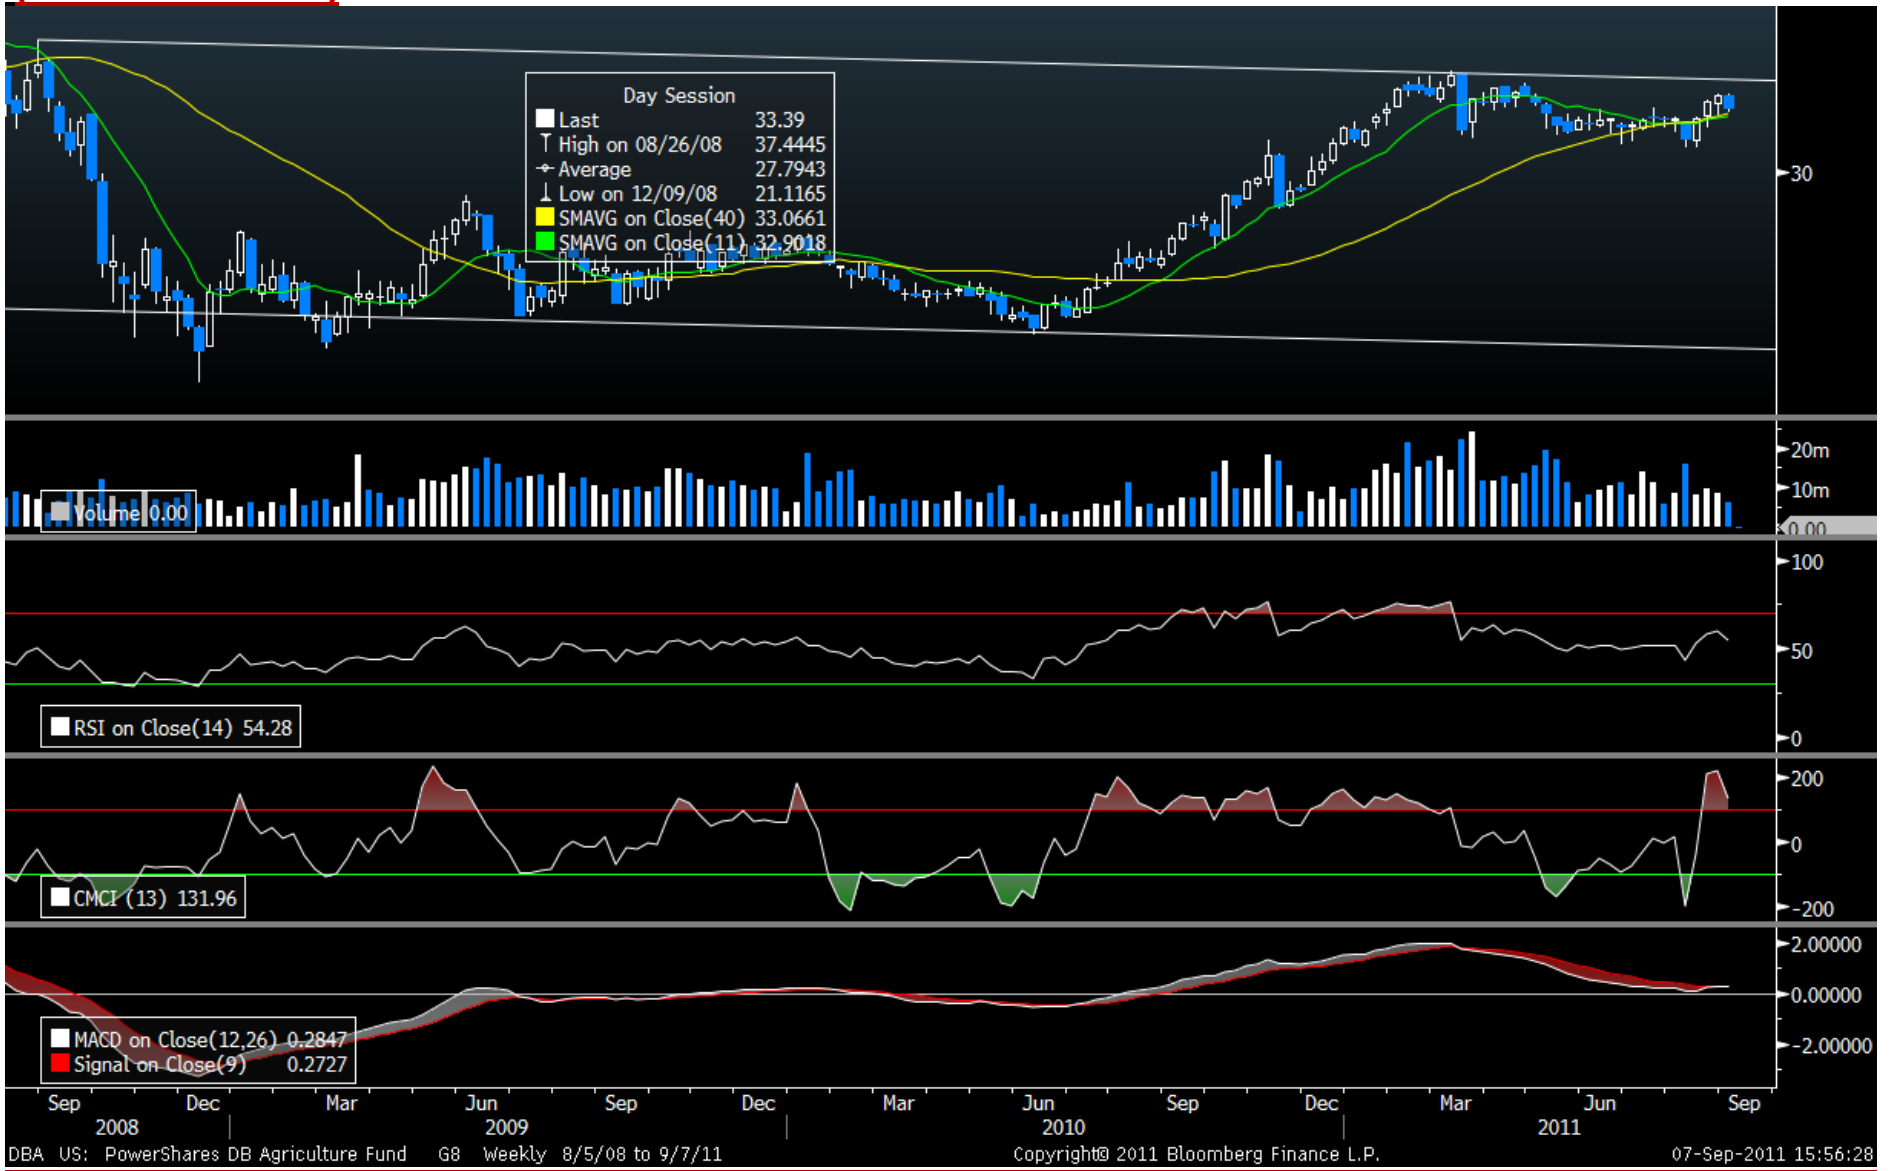 Day Session
Last 33.39
High on 08/26/08 37.4445
Average 27.7943
Low on 12/09/08 21.1165
SMAVG on Close(40) 33.0661
SMAVG on Close(11) 32.9018
30
20m
10m
Volume 0.00
0.00
100
50
RSI on Close(14) 54.28
0
200
0
CMCI (13) 131.96
-200
2.00000
0.00000
MACD on Close(12,26) 0.2847
-2.00000
Signal on Close(9) 0.2727
Sep Dec Mar Jun Sep Dec Mar Jun Sep Dec Mar Jun Sep
2008 2009 2010 2011
DBA US: PowerShares DB Agriculture Fund G8 Weekly 8/5/08 to 9/7/11 Copyright© 2011 Bloomberg Finance L.P. 07-Sep-2011 15:56:28